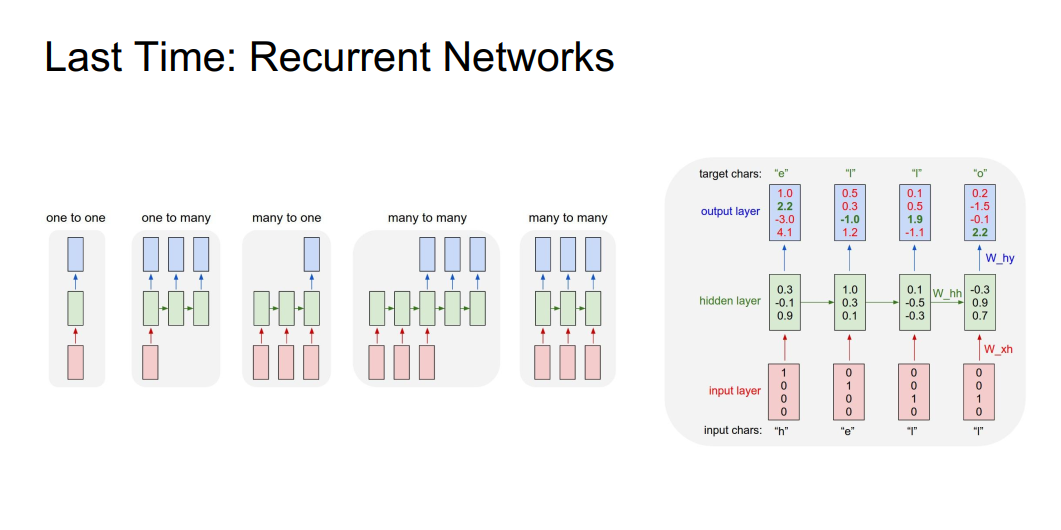 Last Time: Recurrent Networks
one to one
one to many
many to one
many to many
many to many
target chars: "e" "l" "l" "o"
output layer
1.0 0.5 0.1 0.2
2.2 0.3 0.5 -1.5
-3.0 -1.0 1.9 -0.1
4.1 1.2 -1.1 2.2
W_hy
hidden layer
0.3 1.0 0.1 -0.3
-0.1 0.3 -0.5 0.9
0.9 0.1 -0.3 0.7
W_hh
W_xh
input layer
1 0 0 0
0 1 0 0
0 0 1 1
0 0 0 0
input chars: "h" "e" "l" "l"